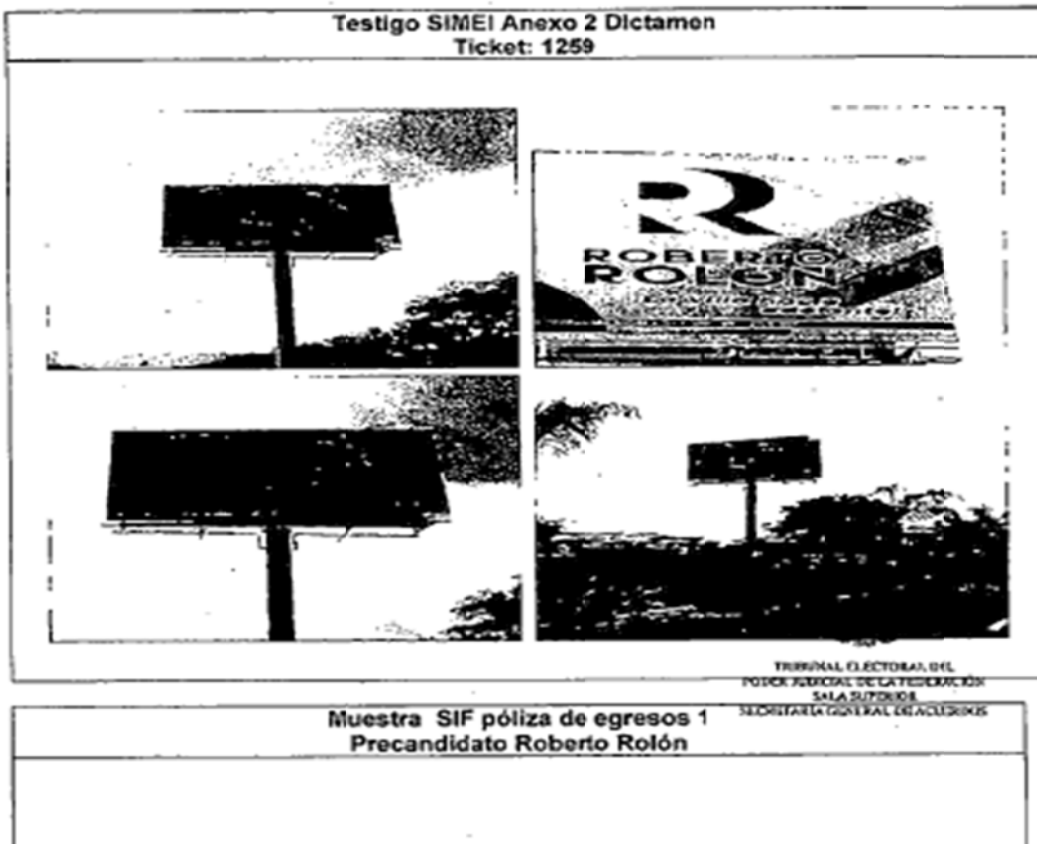 Testigo SIMEI Anexo 2 Dictamen
Ticket: 1259
R
ROBERTO
ROLÓN
TRIBUNAL ELECTORAL DEL
PODER JUDICIAL DE LA FEDERACIÓN
SALA SUPERIOR
SECRETARIA GENERAL DE ACUERDOS
Muestra SIF póliza de egresos 1
Precandidato Roberto Rolón